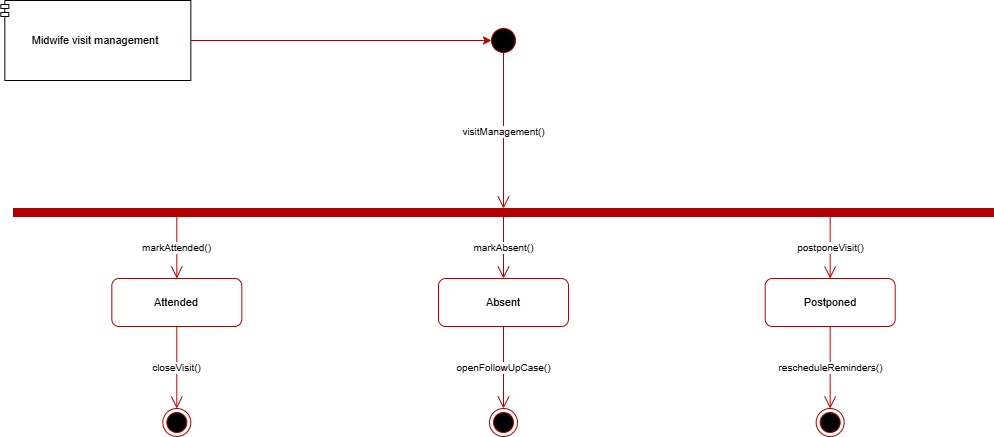 Midwife visit management
visitManagement()
markAttended()
markAbsent()
postponeVisit()
Attended
Absent
Postponed
closeVisit()
openFollowUpCase()
rescheduleReminders()